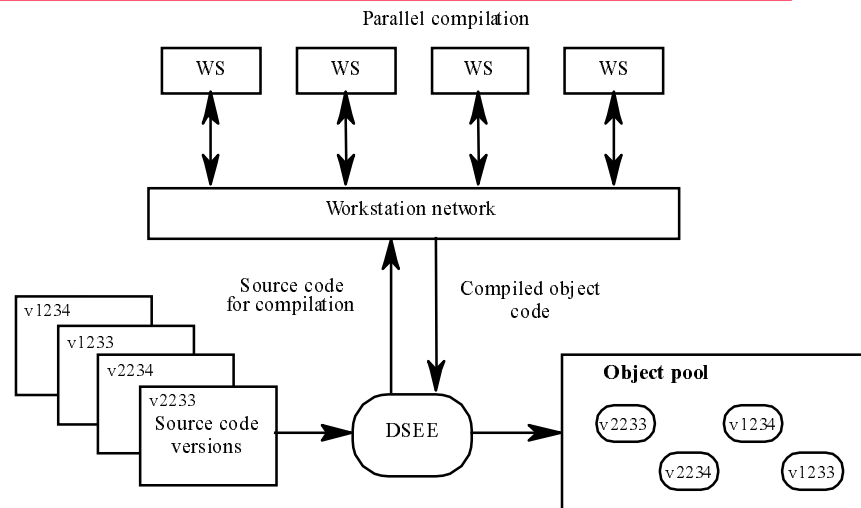 Parallel compilation
WS
WS
WS
WS
Workstation network
Source code
for compilation
Compiled object
code
v1234
v1233
v2234
v2233
Source code
versions
DSEE
Object pool
v2233
v1234
v2234
v1233